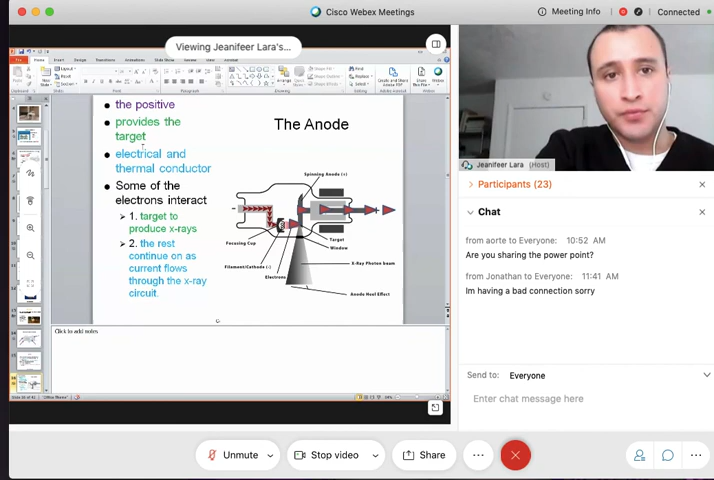 Cisco Webex Meetings
Meeting Info
Connected
Viewing Jeanifeer Lara's...
the positive
provides the
target
electrical and
thermal conductor
Some of the
electrons interact
1. target to
produce x-rays
2. the rest
continue on as
current flows
through the x-ray
circuit.
The Anode
Spinning Anode (+)
Focusing Cup
Target
Window
Filament/Cathode (-)
Electrons
X-Ray Photon beam
Anode Heel Effect
Click to add notes
Jeanifeer Lara (Host)
Participants (23)
Chat
from aorte to Everyone: 10:52 AM
Are you sharing the power point?
from Jonathan to Everyone: 11:41 AM
Im having a bad connection sorry
Send to: Everyone
Enter chat message here
Unmute
Stop video
Share